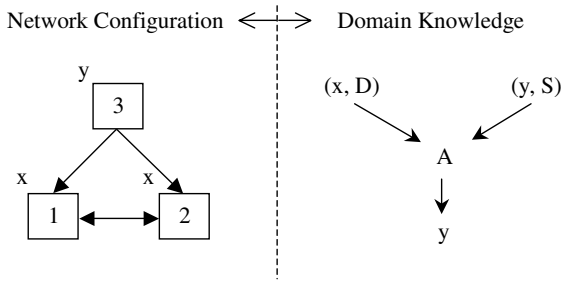 Network Configuration
Domain Knowledge
y
3
x
x
1
2
(x, D)
(y, S)
A
y